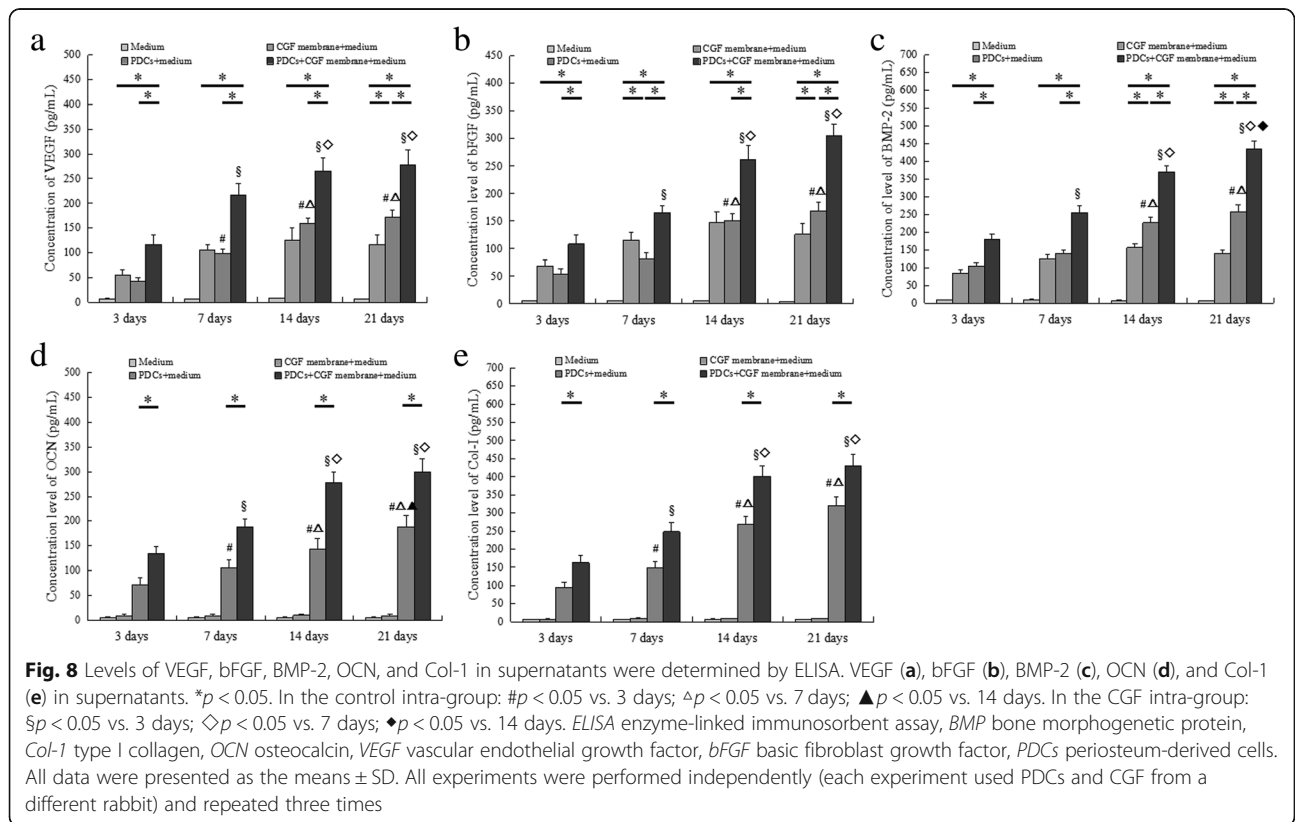 a
Medium
CGF membrane+medium
PDCs+medium
PDCs+CGF membrane+medium
Concentration of VEGF (pg/mL)
500
450
400
350
300
250
200
150
100
50
0
* * * *
* * * * *
§◇ §◇
§
#△ #△
#
3 days 7 days 14 days 21 days
b
Medium
CGF membrane+medium
PDCs+medium
PDCs+CGF membrane+medium
Concentration level of bFGF (pg/mL)
450
400
350
300
250
200
150
100
50
0
* * * *
* * * * * *
§◇ §◇
§
#△ #△
3 days 7 days 14 days 21 days
c
Medium
CGF membrane+medium
PDCs+medium
PDCs+CGF membrane+medium
Concentration of level of BMP-2 (pg/mL)
700
650
600
550
500
450
400
350
300
250
200
150
100
50
0
* * * *
* * * * * *
§◇◆
§◇
§
#△ #△
3 days 7 days 14 days 21 days
d
Medium
CGF membrane+medium
PDCs+medium
PDCs+CGF membrane+medium
Concentration level of OCN (pg/mL)
500
450
400
350
300
250
200
150
100
50
0
* * * *
§◇ §◇
§
#△ #△▲
#
3 days 7 days 14 days 21 days
e
Medium
CGF membrane+medium
PDCs+medium
PDCs+CGF membrane+medium
Concentration level of Col-I (pg/mL)
700
650
600
550
500
450
400
350
300
250
200
150
100
50
0
* * * *
§◇ §◇
§
#△ #△
#
3 days 7 days 14 days 21 days
Fig. 8 Levels of VEGF, bFGF, BMP-2, OCN, and Col-1 in supernatants were determined by ELISA. VEGF (a), bFGF (b), BMP-2 (c), OCN (d), and Col-1
(e) in supernatants. *p < 0.05. In the control intra-group: #p < 0.05 vs. 3 days; △p < 0.05 vs. 7 days; ▲p < 0.05 vs. 14 days. In the CGF intra-group:
§p < 0.05 vs. 3 days; ◇p < 0.05 vs. 7 days; ◆p < 0.05 vs. 14 days. ELISA enzyme-linked immunosorbent assay, BMP bone morphogenetic protein,
Col-1 type I collagen, OCN osteocalcin, VEGF vascular endothelial growth factor, bFGF basic fibroblast growth factor, PDCs periosteum-derived cells.
All data were presented as the means ± SD. All experiments were performed independently (each experiment used PDCs and CGF from a
different rabbit) and repeated three times